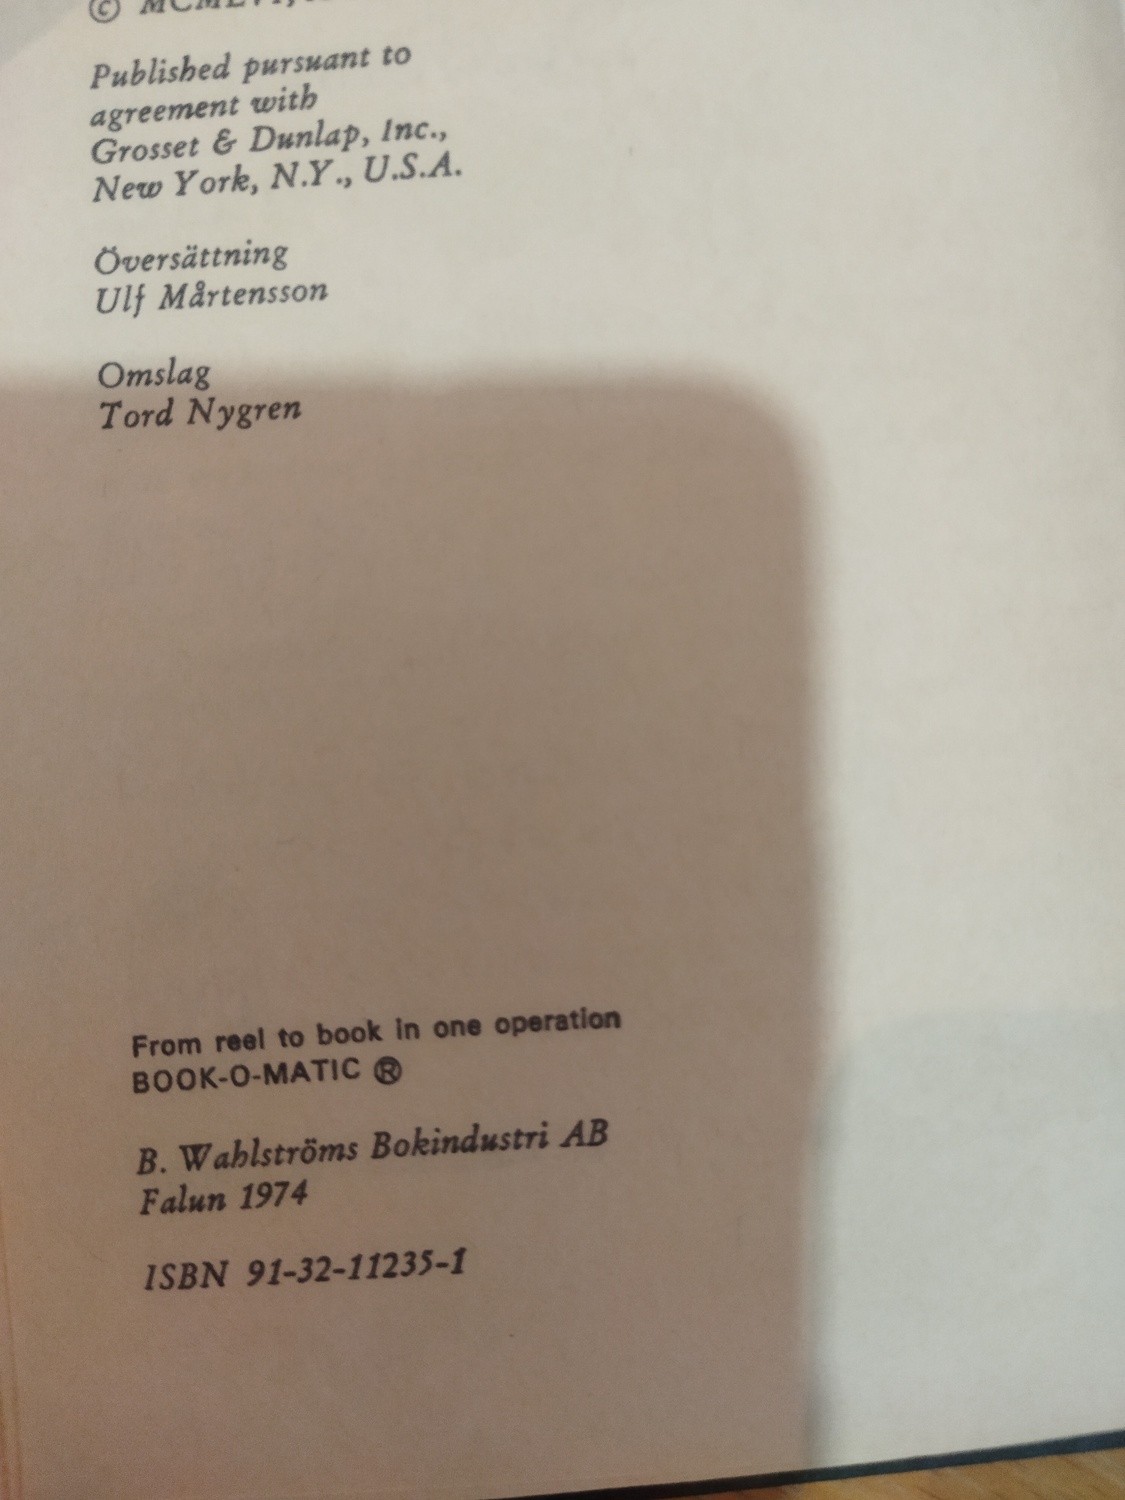 ©
Published pursuant to
agreement with
Grosset & Dunlap, Inc.,
New York, N.Y., U.S.A.
Översättning
Ulf Mårtensson
Omslag
Tord Nygren
From reel to book in one operation
BOOK-O-MATIC ®
B. Wahlströms Bokindustri AB
Falun 1974
ISBN 91-32-11235-1